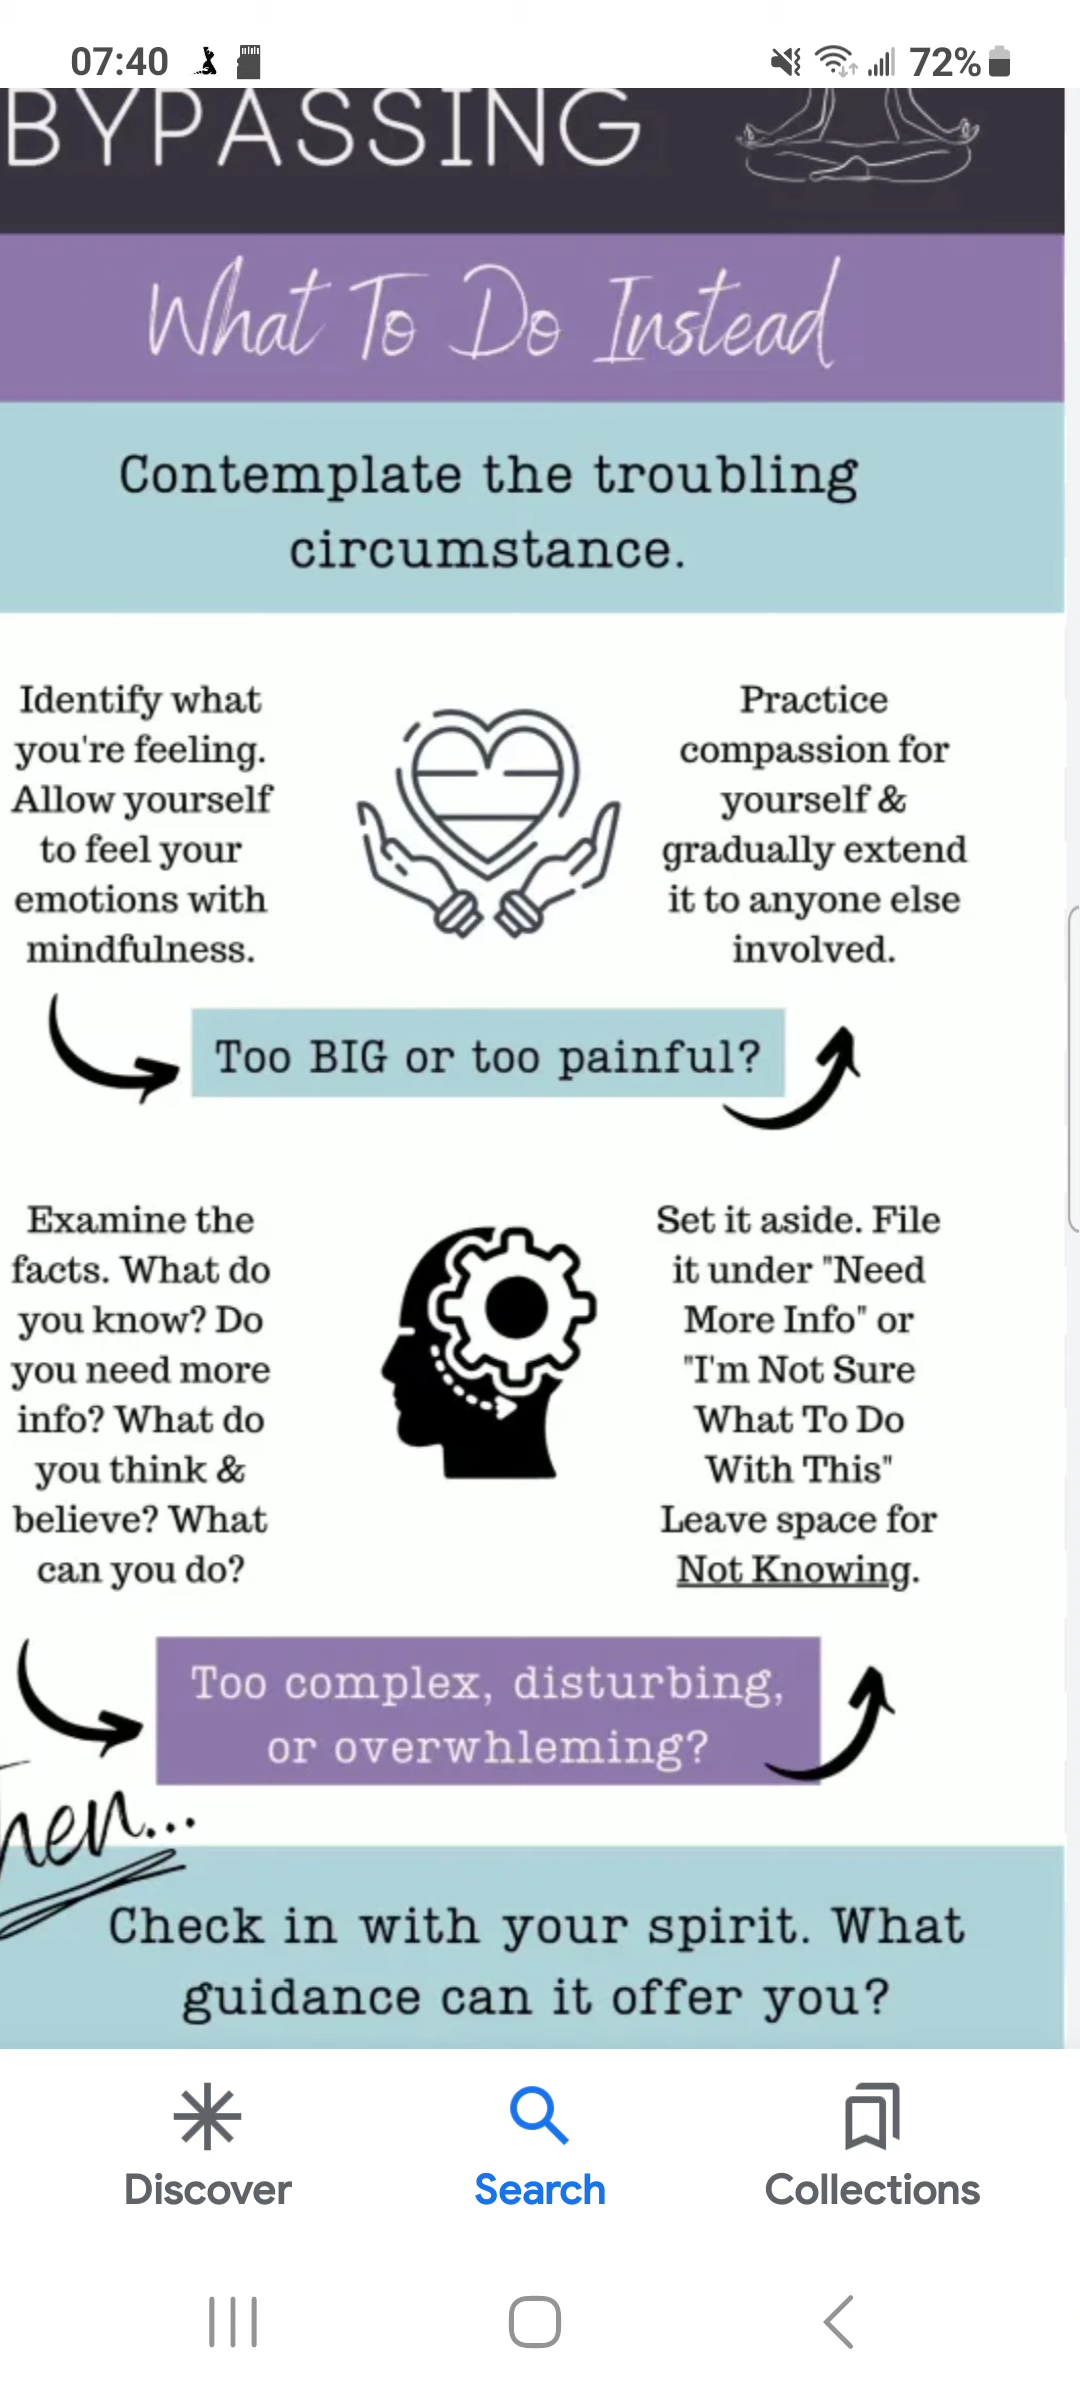 07:40
72%
BYPASSING
What To Do Instead
Contemplate the troubling
circumstance.
Identify what
you're feeling.
Allow yourself
to feel your
emotions with
mindfulness.
Practice
compassion for
yourself &
gradually extend
it to anyone else
involved.
Too BIG or too painful?
Examine the
facts. What do
you know? Do
you need more
info? What do
you think &
believe? What
can you do?
Set it aside. File
it under "Need
More Info" or
"I'm Not Sure
What To Do
With This"
Leave space for
Not Knowing.
Too complex, disturbing,
or overwhleming?
hen...
Check in with your spirit. What
guidance can it offer you?
Discover
Search
Collections